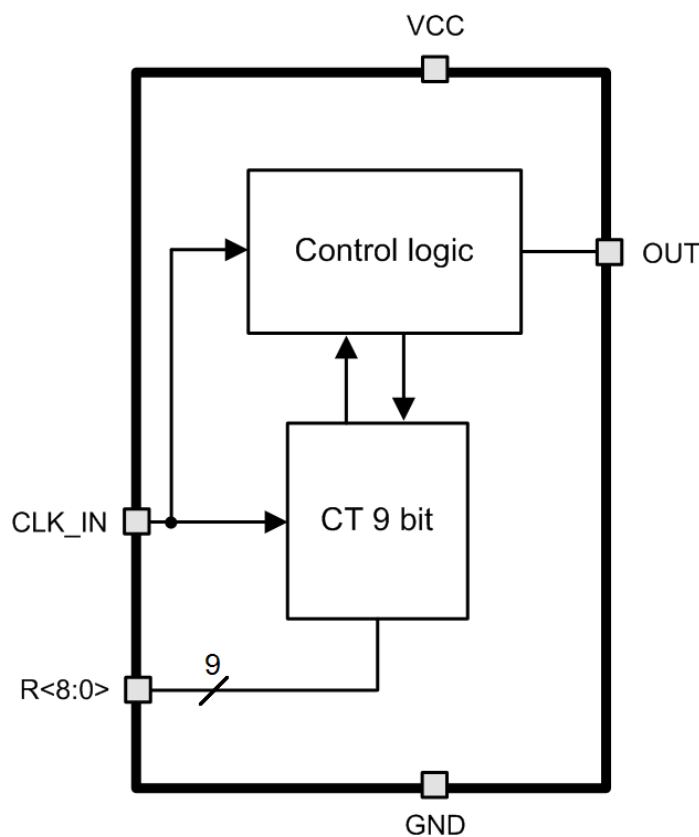 VCC
Control logic
OUT
CLK_IN
CT 9 bit
9
R<8:0>
GND